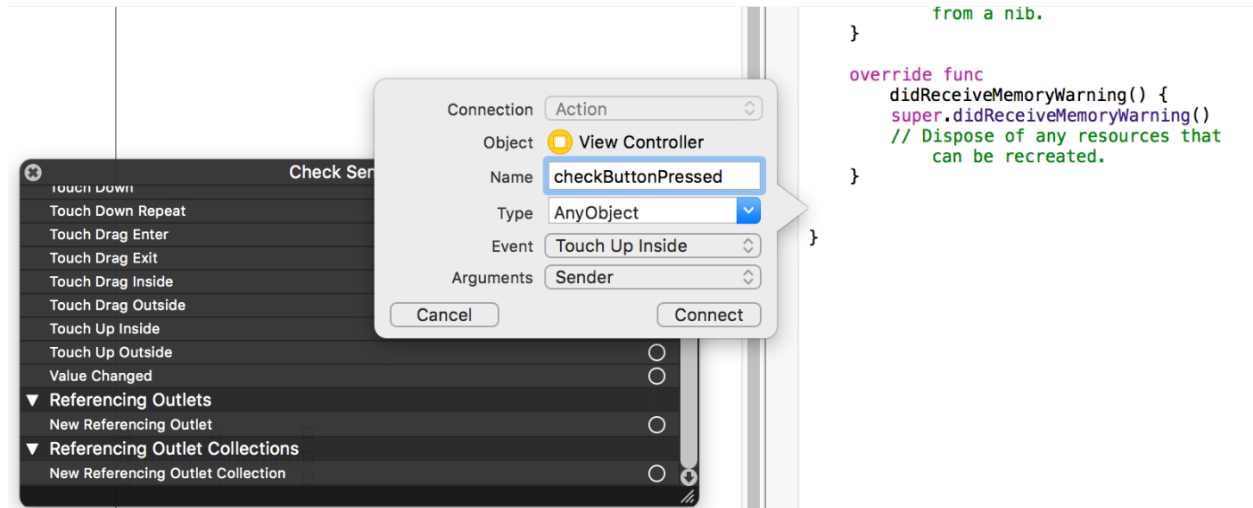 from a nib.
}
override func
didReceiveMemoryWarning() {
super.didReceiveMemoryWarning()
// Dispose of any resources that
can be recreated.
}
}
Connection Action
Object View Controller
Name checkButtonPressed
Type AnyObject
Event Touch Up Inside
Arguments Sender
Cancel Connect
Check Sen
Touch Down
Touch Down Repeat
Touch Drag Enter
Touch Drag Exit
Touch Drag Inside
Touch Drag Outside
Touch Up Inside
Touch Up Outside
Value Changed
Referencing Outlets
New Referencing Outlet
Referencing Outlet Collections
New Referencing Outlet Collection